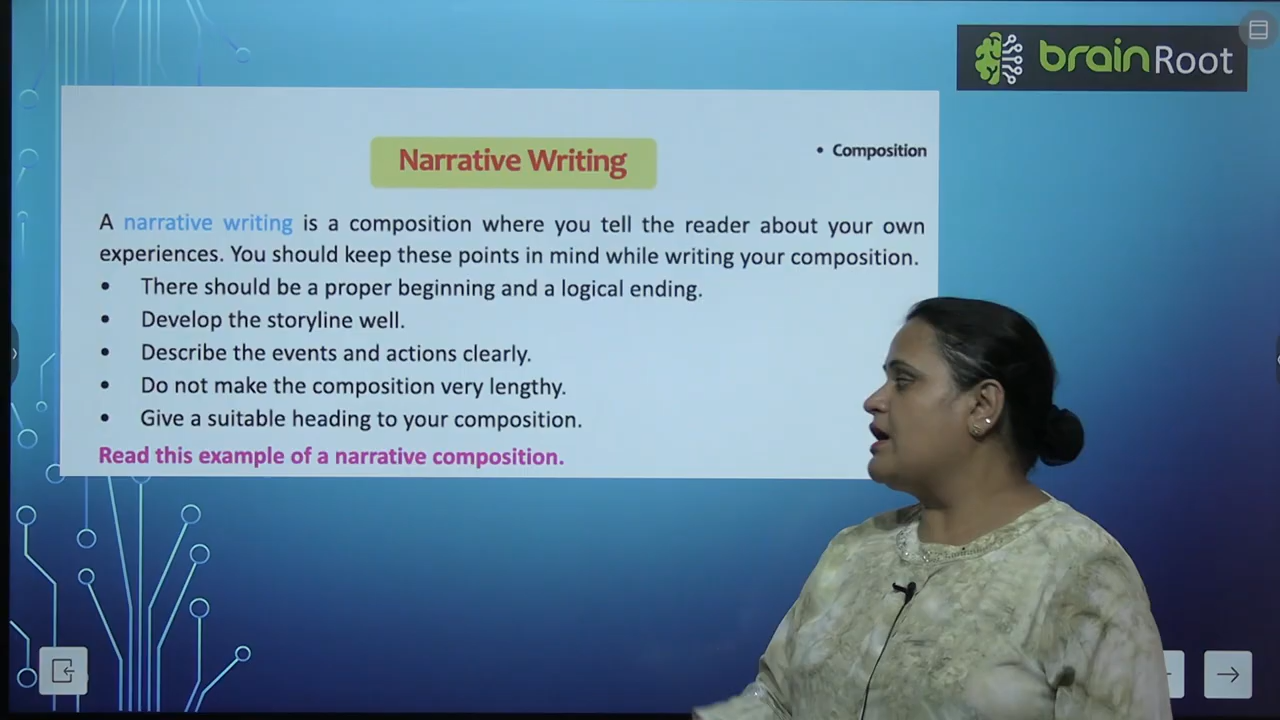 brainRoot
Narrative Writing
• Composition
A narrative writing is a composition where you tell the reader about your own
experiences. You should keep these points in mind while writing your composition.
• There should be a proper beginning and a logical ending.
• Develop the storyline well.
• Describe the events and actions clearly.
• Do not make the composition very lengthy.
• Give a suitable heading to your composition.
Read this example of a narrative composition.